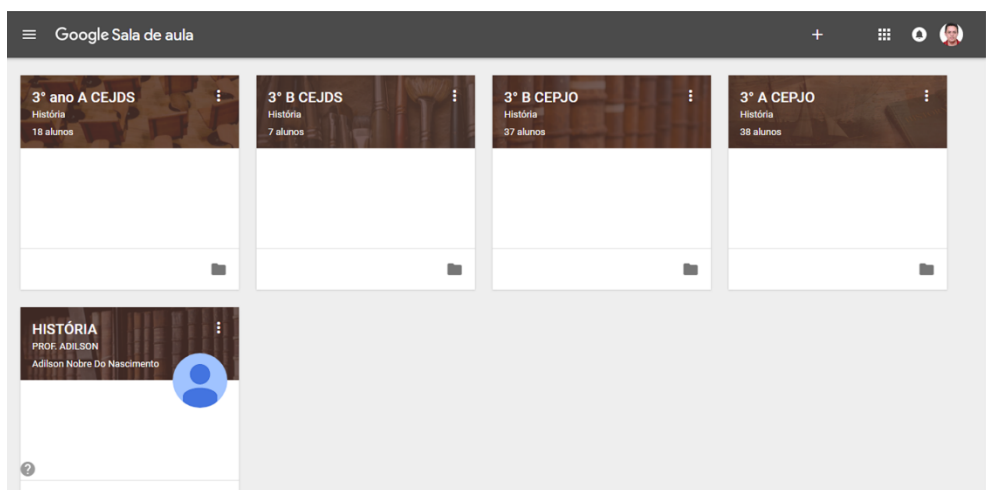 Google Sala de aula
3° ano A CEJDS
História
18 alunos
3° B CEJDS
História
7 alunos
3° B CEPJO
História
37 alunos
3° A CEPJO
História
38 alunos
HISTÓRIA
PROF. ADILSON
Adilson Nobre Do Nascimento